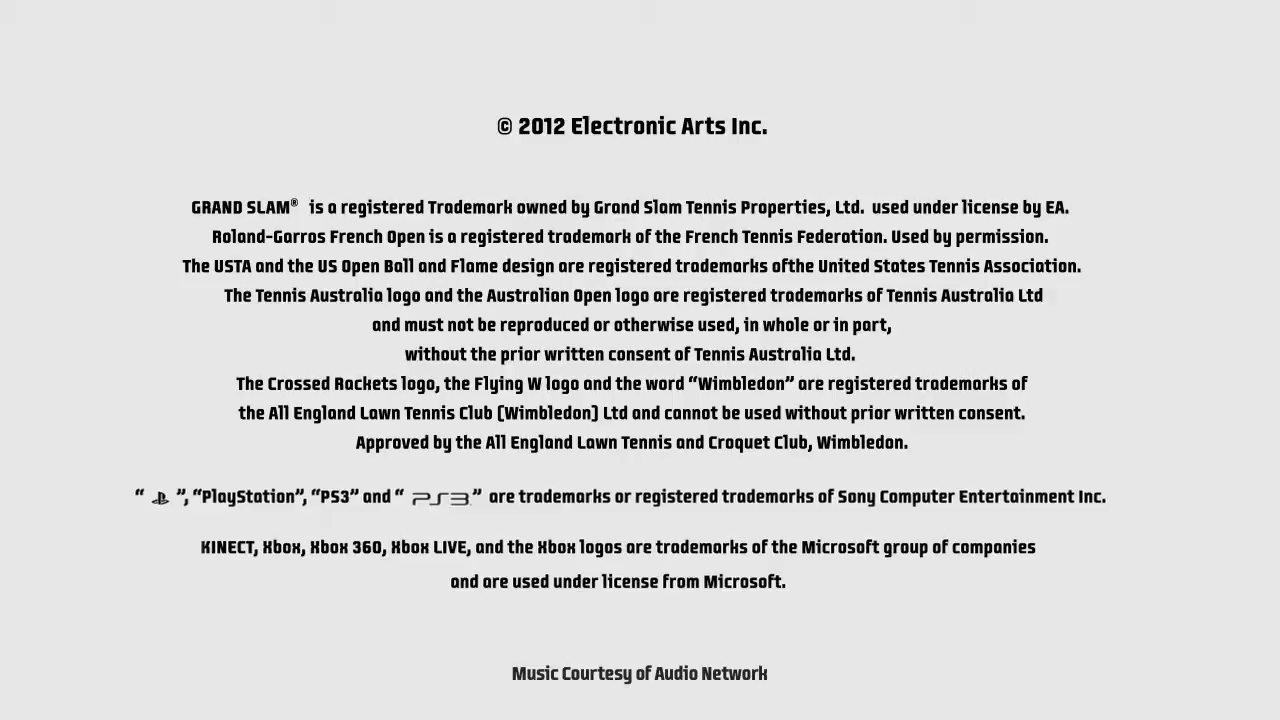 © 2012 Electronic Arts Inc.
GRAND SLAM® is a registered Trademark owned by Grand Slam Tennis Properties, Ltd. used under license by EA.
Roland-Garros French Open is a registered trademark of the French Tennis Federation. Used by permission.
The USTA and the US Open Ball and Flame design are registered trademarks ofthe United States Tennis Association.
The Tennis Australia logo and the Australian Open logo are registered trademarks of Tennis Australia Ltd
and must not be reproduced or otherwise used, in whole or in part,
without the prior written consent of Tennis Australia Ltd.
The Crossed Rackets logo, the Flying W logo and the word “Wimbledon” are registered trademarks of
the All England Lawn Tennis Club (Wimbledon) Ltd and cannot be used without prior written consent.
Approved by the All England Lawn Tennis and Croquet Club, Wimbledon.
“ ”, “PlayStation”, “PS3” and “ PS3 ” are trademarks or registered trademarks of Sony Computer Entertainment Inc.
KINECT, Xbox, Xbox 360, Xbox LIVE, and the Xbox logos are trademarks of the Microsoft group of companies
and are used under license from Microsoft.
Music Courtesy of Audio Network